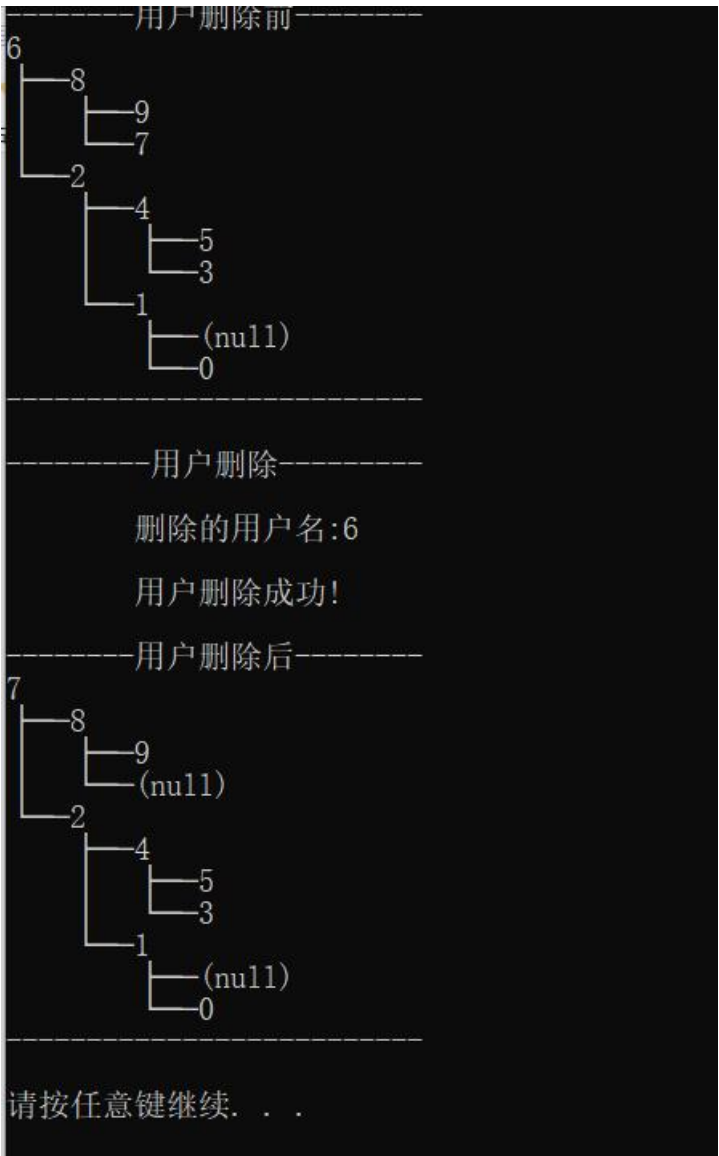 --------用户删除前--------
6
├──8
│   ├──9
│   └──7
└──2
    ├──4
    │   ├──5
    │   └──3
    └──1
        ├──(null)
        └──0
--------------------------
---------用户删除---------
删除的用户名:6
用户删除成功!
--------用户删除后--------
7
├──8
│   ├──9
│   └──(null)
└──2
    ├──4
    │   ├──5
    │   └──3
    └──1
        ├──(null)
        └──0
--------------------------
请按任意键继续. . .